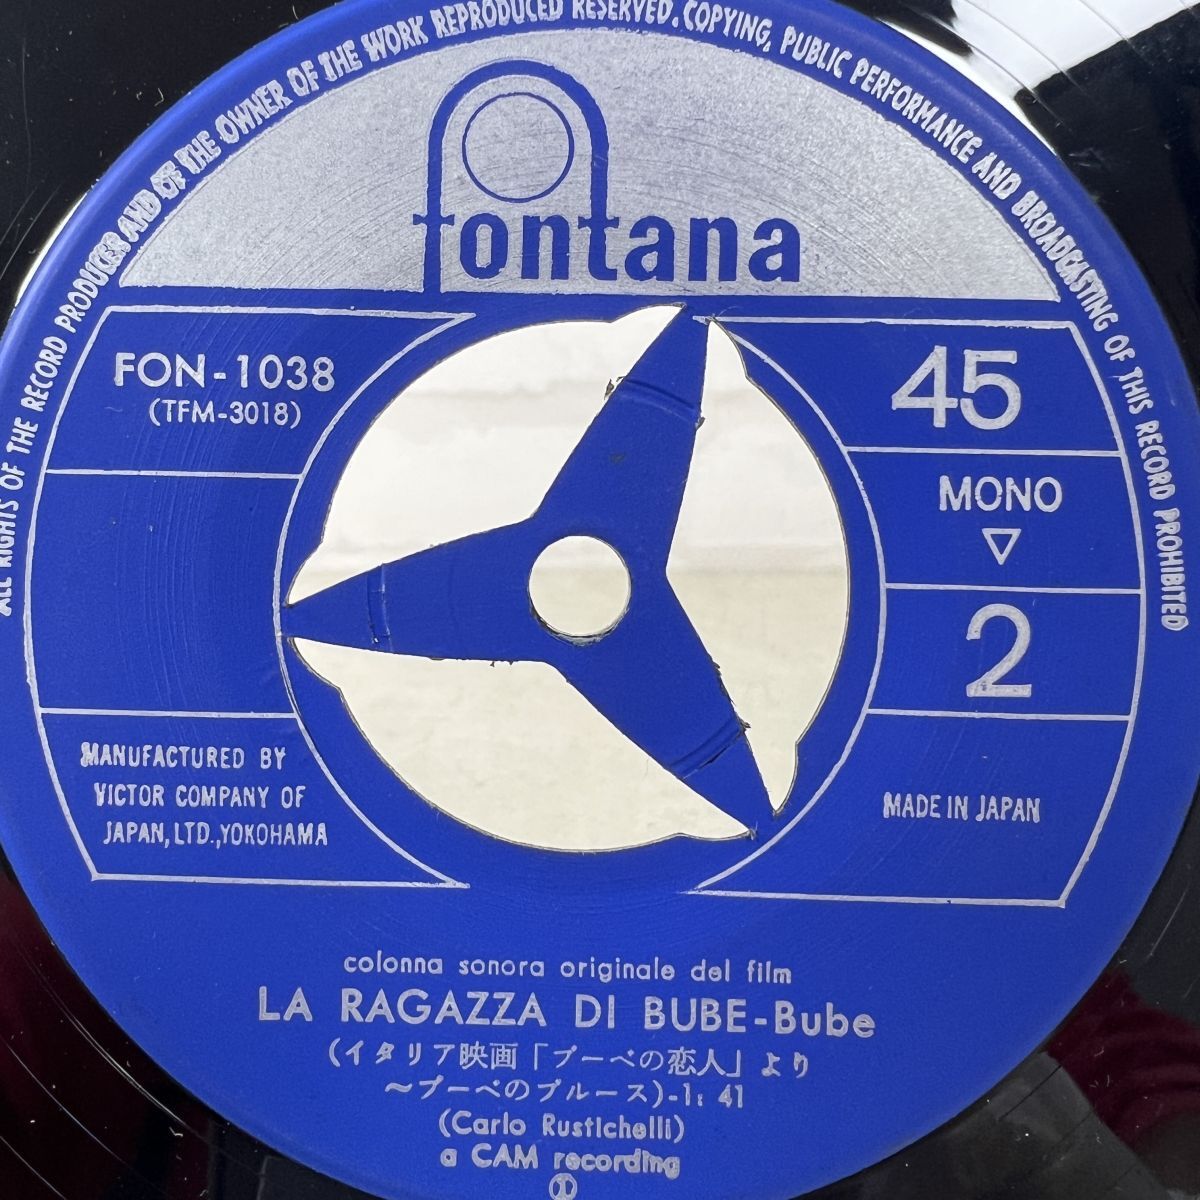 ALL RIGHTS OF THE RECORD PRODUCER AND OF THE OWNER OF THE WORK REPRODUCED RESERVED. COPYING, PUBLIC PERFORMANCE AND BROADCASTING OF THIS RECORD PROHIBITED
fontana
FON-1038
(TFM-3018)
45
MONO
▽
2
MANUFACTURED BY
VICTOR COMPANY OF
JAPAN, LTD., YOKOHAMA
MADE IN JAPAN
colonna sonora originale del film
LA RAGAZZA DI BUBE-Bube
(イタリア映画「ブーベの恋人」より
～ブーベのブルース)-1: 41
(Carlo Rustichelli)
a CAM recording
①